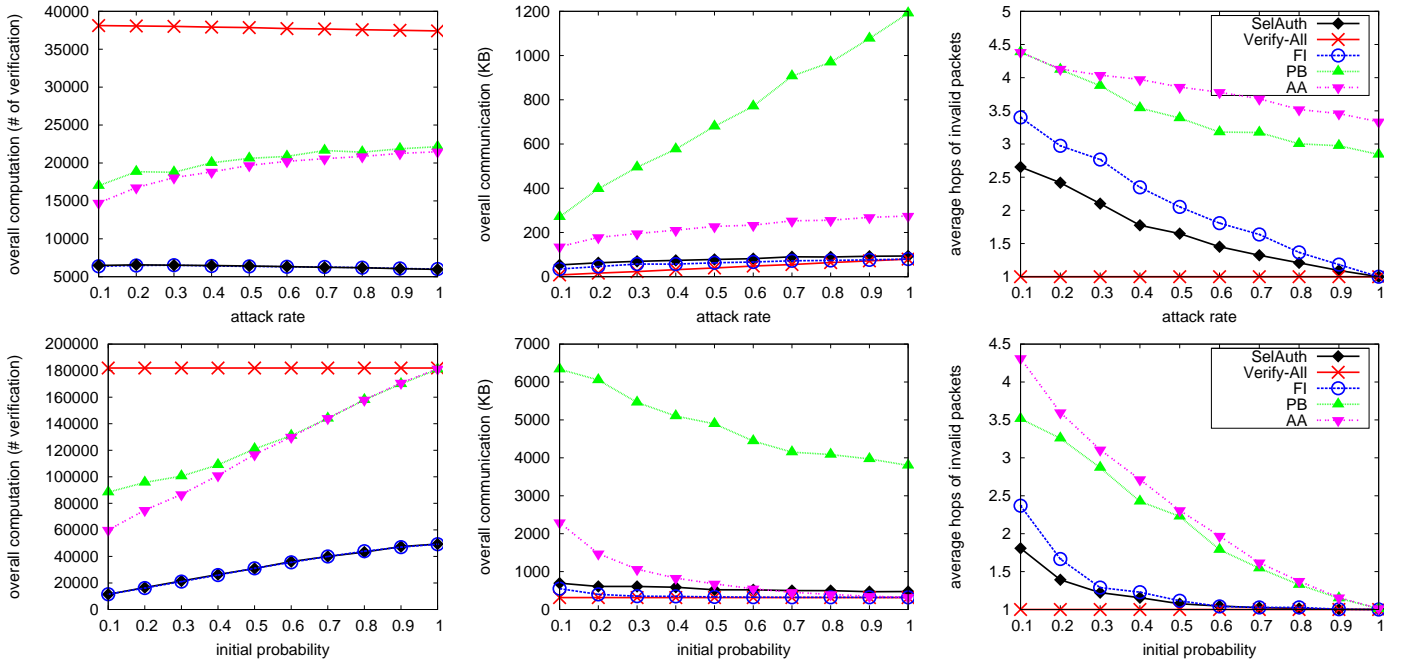 overall computation (# of verification)
40000
35000
30000
25000
20000
15000
10000
5000
0.1 0.2 0.3 0.4 0.5 0.6 0.7 0.8 0.9 1
attack rate
overall communication (KB)
1200
1000
800
600
400
200
0
0.1 0.2 0.3 0.4 0.5 0.6 0.7 0.8 0.9 1
attack rate
average hops of invalid packets
5
4.5
4
3.5
3
2.5
2
1.5
1
0.1 0.2 0.3 0.4 0.5 0.6 0.7 0.8 0.9 1
attack rate
SelAuth
Verify-All
FI
PB
AA
overall computation (# verification)
200000
180000
160000
140000
120000
100000
80000
60000
40000
20000
0
0.1 0.2 0.3 0.4 0.5 0.6 0.7 0.8 0.9 1
initial probability
overall communication (KB)
7000
6000
5000
4000
3000
2000
1000
0
0.1 0.2 0.3 0.4 0.5 0.6 0.7 0.8 0.9 1
initial probability
average hops of invalid packets
4.5
4
3.5
3
2.5
2
1.5
1
0.1 0.2 0.3 0.4 0.5 0.6 0.7 0.8 0.9 1
initial probability
SelAuth
Verify-All
FI
PB
AA